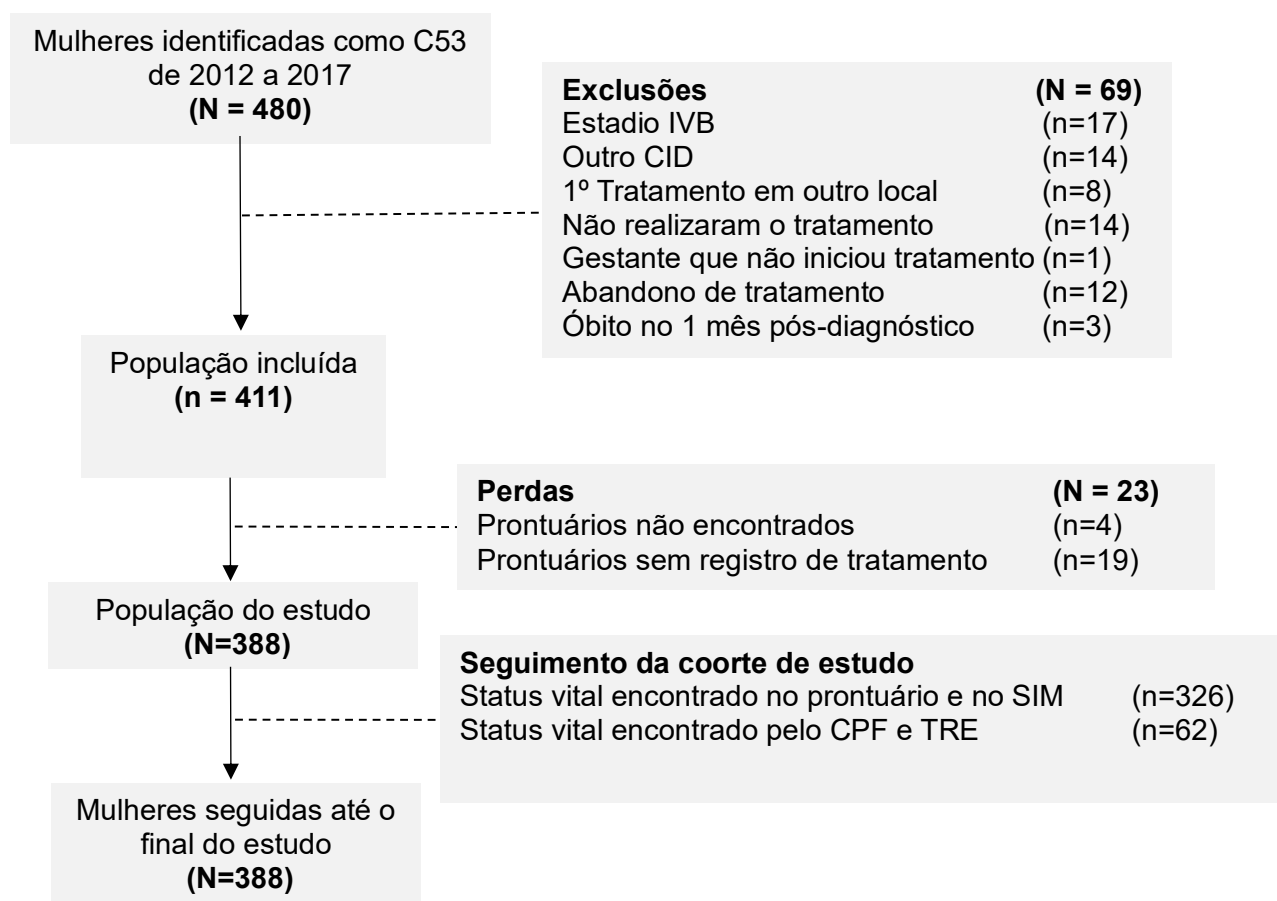 Mulheres identificadas como C53
de 2012 a 2017
(N = 480)
Exclusões (N = 69)
Estadio IVB (n=17)
Outro CID (n=14)
1º Tratamento em outro local (n=8)
Não realizaram o tratamento (n=14)
Gestante que não iniciou tratamento (n=1)
Abandono de tratamento (n=12)
Óbito no 1 mês pós-diagnóstico (n=3)
População incluída
(n = 411)
Perdas (N = 23)
Prontuários não encontrados (n=4)
Prontuários sem registro de tratamento (n=19)
População do estudo
(N=388)
Seguimento da coorte de estudo
Status vital encontrado no prontuário e no SIM (n=326)
Status vital encontrado pelo CPF e TRE (n=62)
Mulheres seguidas até o
final do estudo
(N=388)